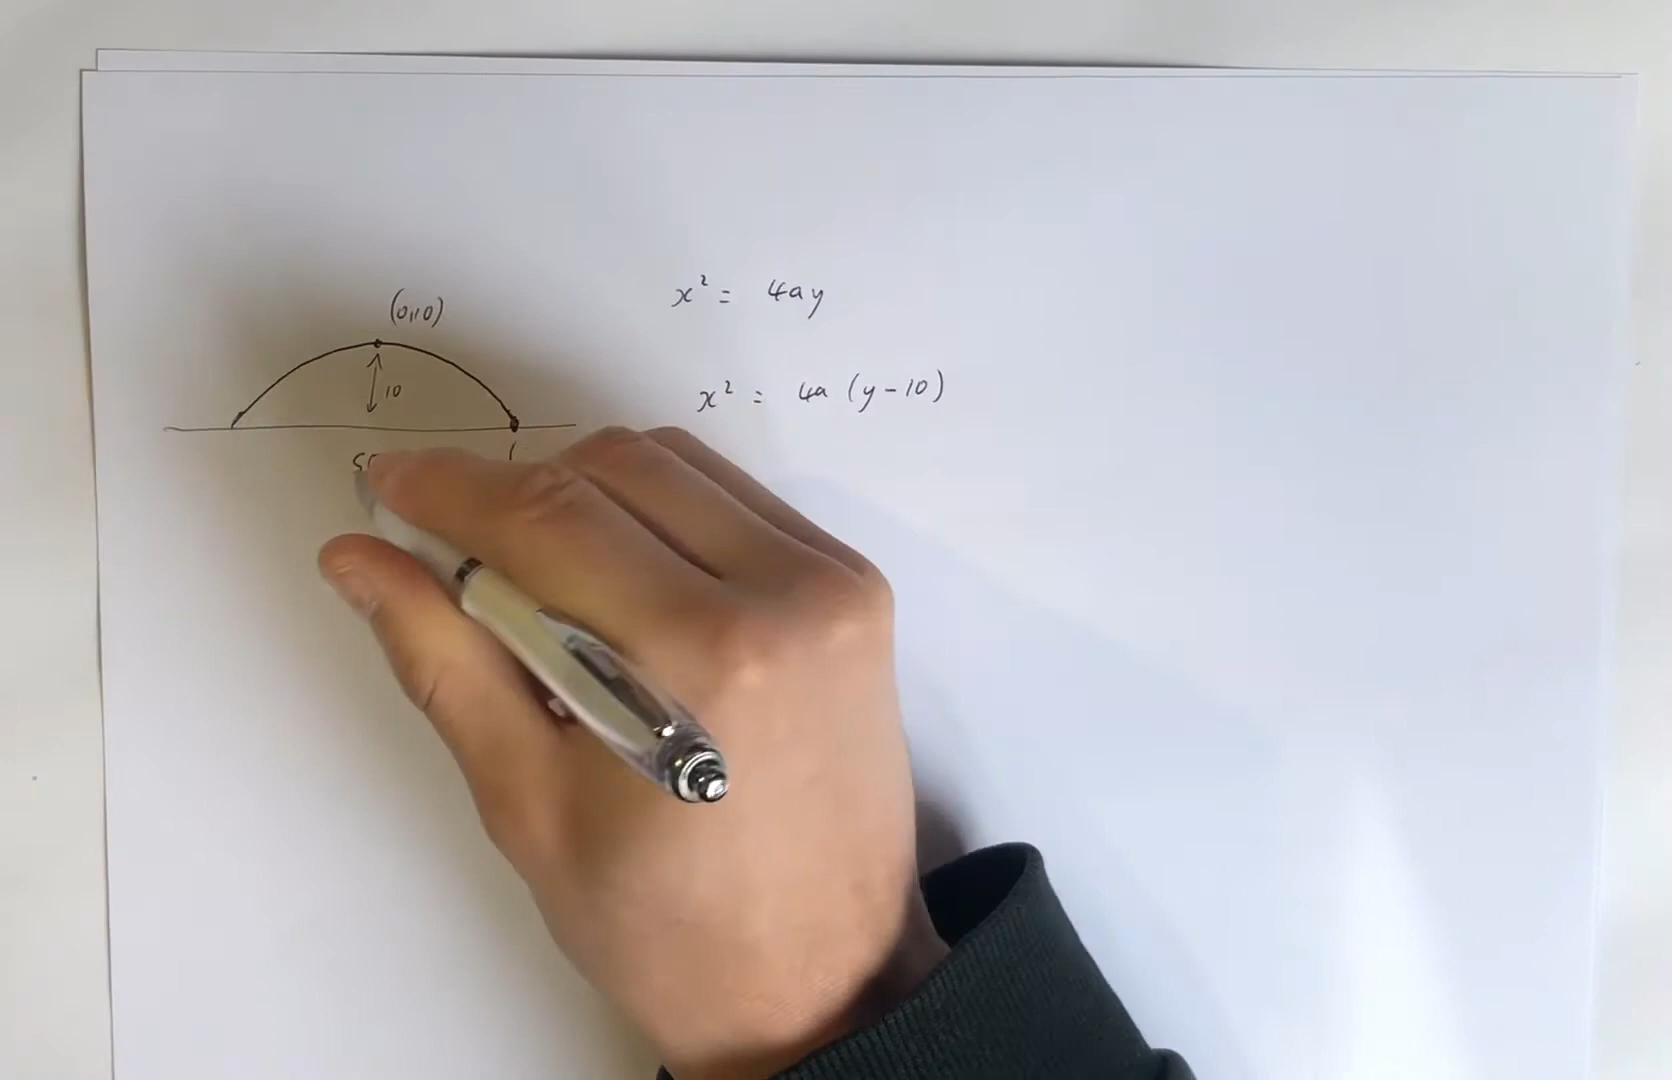 x² = 4ay
(0,10)
10
x² = 4a (y-10)